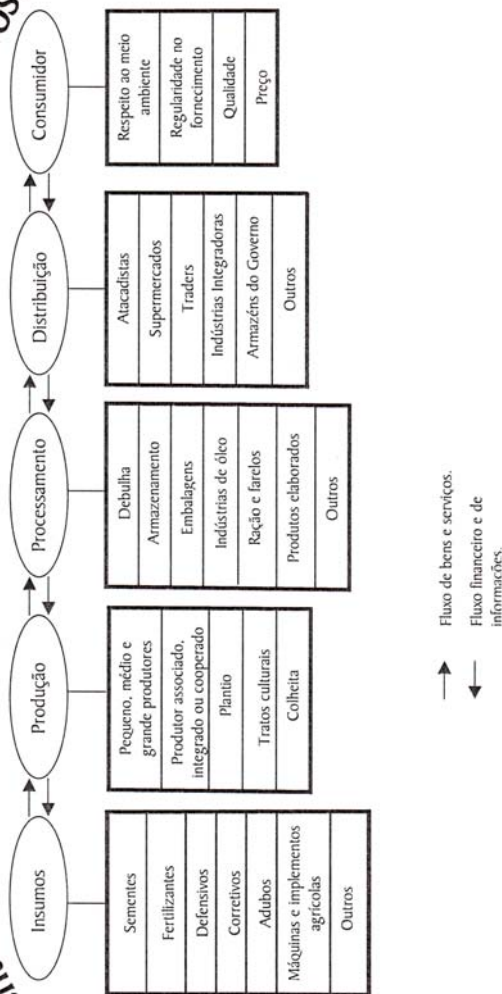 Insumos
Sementes
Fertilizantes
Defensivos
Corretivos
Adubos
Máquinas e implementos
agrícolas
Outros
Produção
Pequeno, médio e
grande produtores
Produtor associado,
integrado ou cooperado
Plantio
Tratos culturais
Colheita
Processamento
Debulha
Armazenamento
Embalagens
Indústrias de óleo
Ração e farelos
Produtos elaborados
Outros
Distribuição
Atacadistas
Supermercados
Traders
Indústrias Integradoras
Armazéns do Governo
Outros
Consumidor
Respeito ao meio
ambiente
Regularidade no
fornecimento
Qualidade
Preço
Fluxo de bens e serviços.
Fluxo financeiro e de
informações.